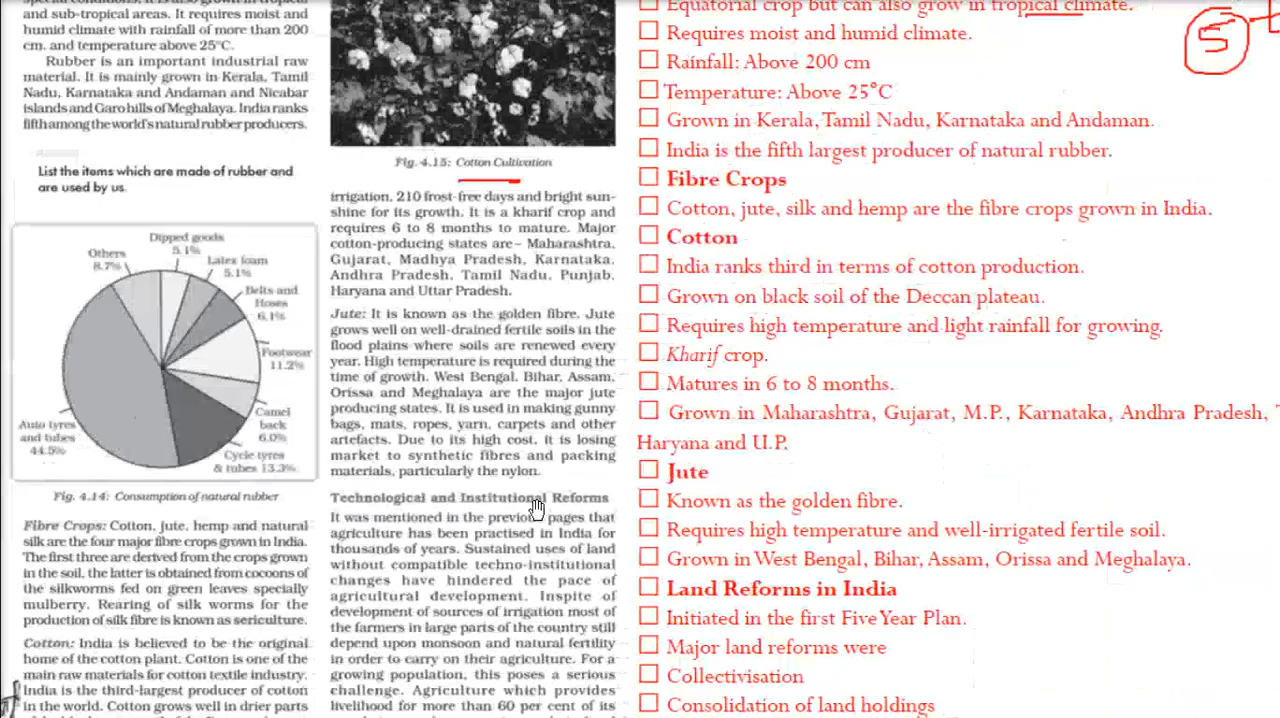 special conditions, it is also grown in tropical
and sub-tropical areas. It requires moist and
humid climate with rainfall of more than 200
cm. and temperature above 25°C.
Rubber is an important industrial raw
material. It is mainly grown in Kerala, Tamil
Nadu, Karnataka and Andaman and Nicobar
islands and Garo hills of Meghalaya. India ranks
fifth among the world's natural rubber producers.
List the items which are made of rubber and
are used by us.
Dipped goods
5.1%
Others
8.7%
Latex foam
5.1%
Belts and
Hoses
6.1%
Footwear
11.2%
Camel
back
6.0%
Auto tyres
and tubes
44.5%
Cycle tyres
& tubes 13.3%
Fig. 4.14: Consumption of natural rubber
Fibre Crops: Cotton, jute, hemp and natural
silk are the four major fibre crops grown in India.
The first three are derived from the crops grown
in the soil, the latter is obtained from cocoons of
the silkworms fed on green leaves specially
mulberry. Rearing of silk worms for the
production of silk fibre is known as sericulture.
Cotton: India is believed to be the original
home of the cotton plant. Cotton is one of the
main raw materials for cotton textile industry.
India is the third-largest producer of cotton
in the world. Cotton grows well in drier parts
Fig. 4.15: Cotton Cultivation
irrigation, 210 frost-free days and bright sun-
shine for its growth. It is a kharif crop and
requires 6 to 8 months to mature. Major
cotton-producing states are– Maharashtra,
Gujarat, Madhya Pradesh, Karnataka,
Andhra Pradesh, Tamil Nadu, Punjab,
Haryana and Uttar Pradesh.
Jute: It is known as the golden fibre. Jute
grows well on well-drained fertile soils in the
flood plains where soils are renewed every
year. High temperature is required during the
time of growth. West Bengal, Bihar, Assam,
Orissa and Meghalaya are the major jute
producing states. It is used in making gunny
bags, mats, ropes, yarn, carpets and other
artefacts. Due to its high cost, it is losing
market to synthetic fibres and packing
materials, particularly the nylon.
Technological and Institutional Reforms
It was mentioned in the previous pages that
agriculture has been practised in India for
thousands of years. Sustained uses of land
without compatible techno-institutional
changes have hindered the pace of
agricultural development. Inspite of
development of sources of irrigation most of
the farmers in large parts of the country still
depend upon monsoon and natural fertility
in order to carry on their agriculture. For a
growing population, this poses a serious
challenge. Agriculture which provides
livelihood for more than 60 per cent of its
Equatorial crop but can also grow in tropical climate.
Requires moist and humid climate.
Rainfall: Above 200 cm
Temperature: Above 25°C
Grown in Kerala, Tamil Nadu, Karnataka and Andaman.
India is the fifth largest producer of natural rubber.
Fibre Crops
Cotton, jute, silk and hemp are the fibre crops grown in India.
Cotton
India ranks third in terms of cotton production.
Grown on black soil of the Deccan plateau.
Requires high temperature and light rainfall for growing.
Kharif crop.
Matures in 6 to 8 months.
Grown in Maharashtra, Gujarat, M.P., Karnataka, Andhra Pradesh,
Haryana and U.P.
Jute
Known as the golden fibre.
Requires high temperature and well-irrigated fertile soil.
Grown in West Bengal, Bihar, Assam, Orissa and Meghalaya.
Land Reforms in India
Initiated in the first Five Year Plan.
Major land reforms were
Collectivisation
Consolidation of land holdings
5